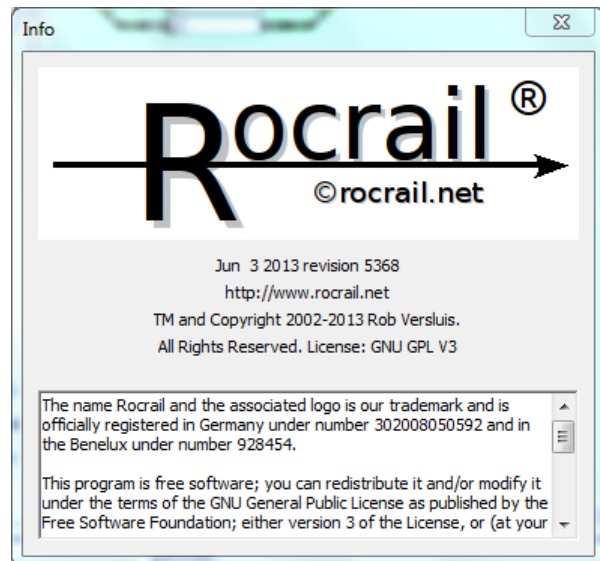 Info
Rocrail ®
©rocrail.net
Jun 3 2013 revision 5368
http://www.rocrail.net
TM and Copyright 2002-2013 Rob Versluis.
All Rights Reserved. License: GNU GPL V3
The name Rocrail and the associated logo is our trademark and is
officially registered in Germany under number 302008050592 and in
the Benelux under number 928454.
This program is free software; you can redistribute it and/or modify it
under the terms of the GNU General Public License as published by the
Free Software Foundation; either version 3 of the License, or (at your